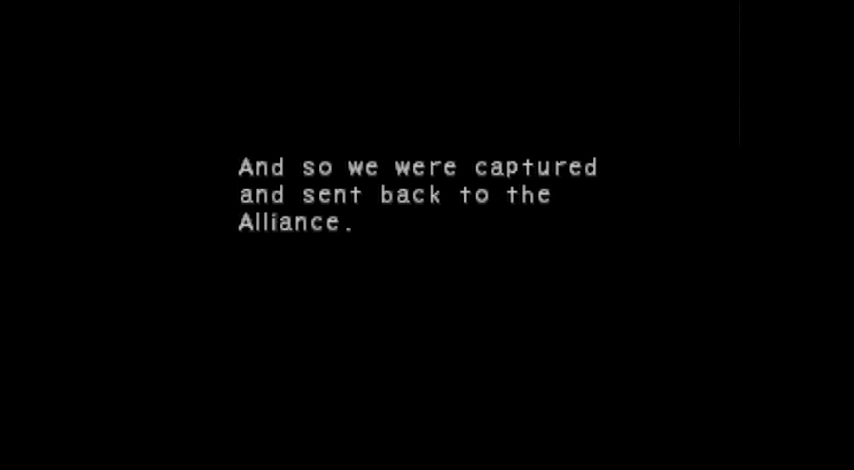 And so we were captured
and sent back to the
Alliance.